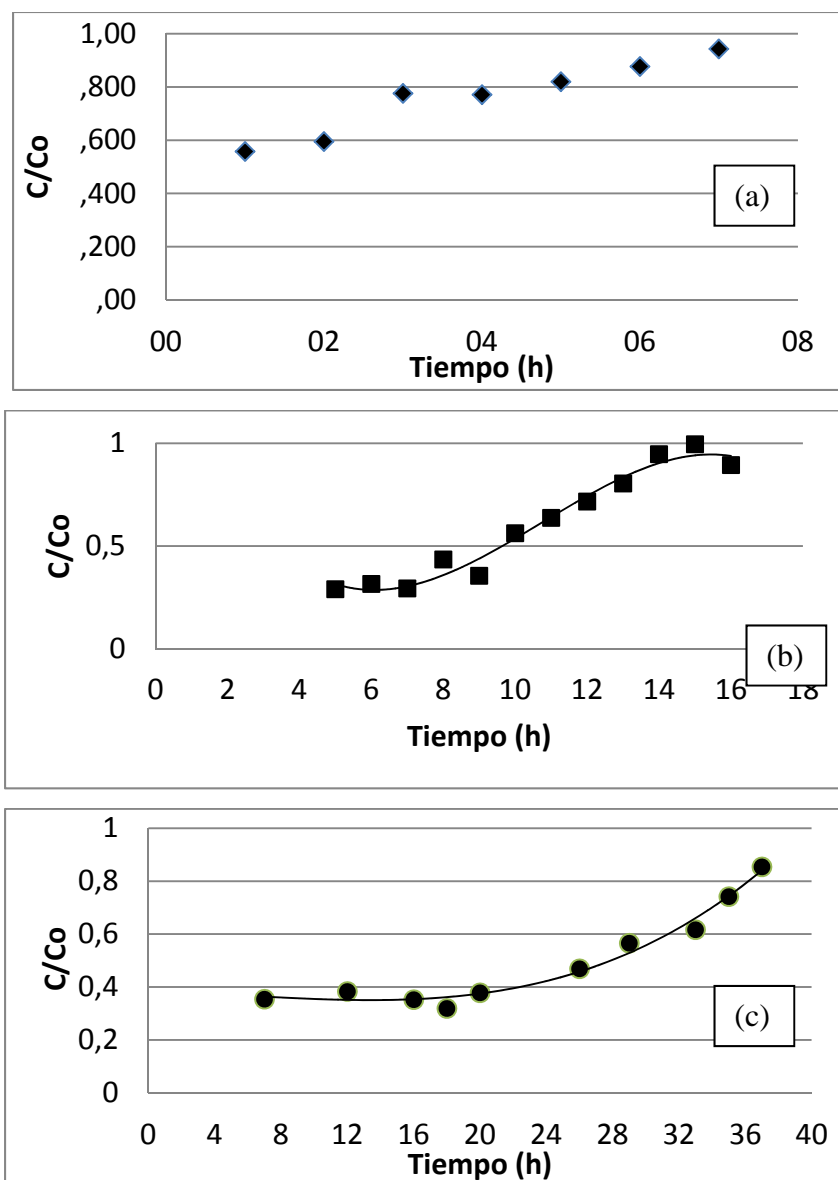 1,00
,800
,600
,400
,200
,00
C/Co
(a)
00 02 04 06 08
Tiempo (h)
1
0,5
0
C/Co
(b)
0 2 4 6 8 10 12 14 16 18
Tiempo (h)
1
0,8
0,6
0,4
0,2
0
C/Co
(c)
0 4 8 12 16 20 24 28 32 36 40
Tiempo (h)